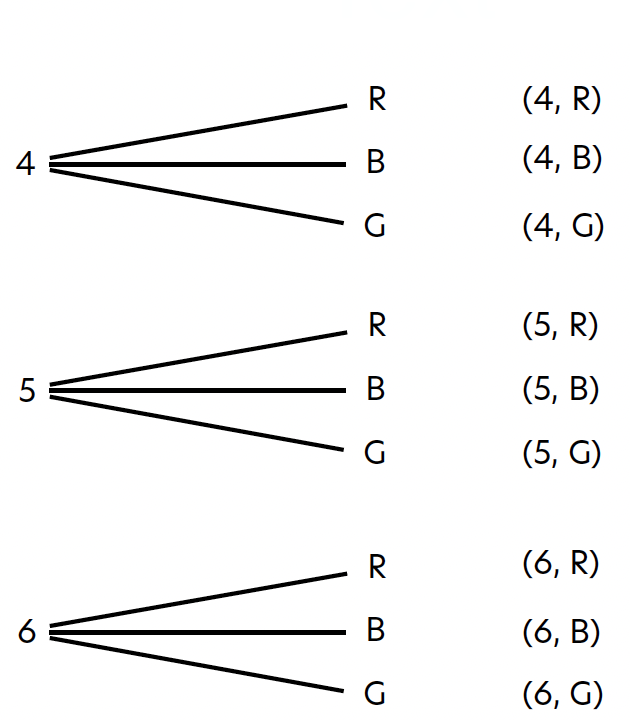 R (4, R)
4 B (4, B)
G (4, G)
R (5, R)
5 B (5, B)
G (5, G)
R (6, R)
6 B (6, B)
G (6, G)